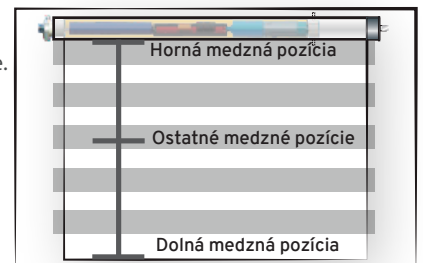 e.
Horná medzná pozícia
Ostatné medzné pozície
Dolná medzná pozícia